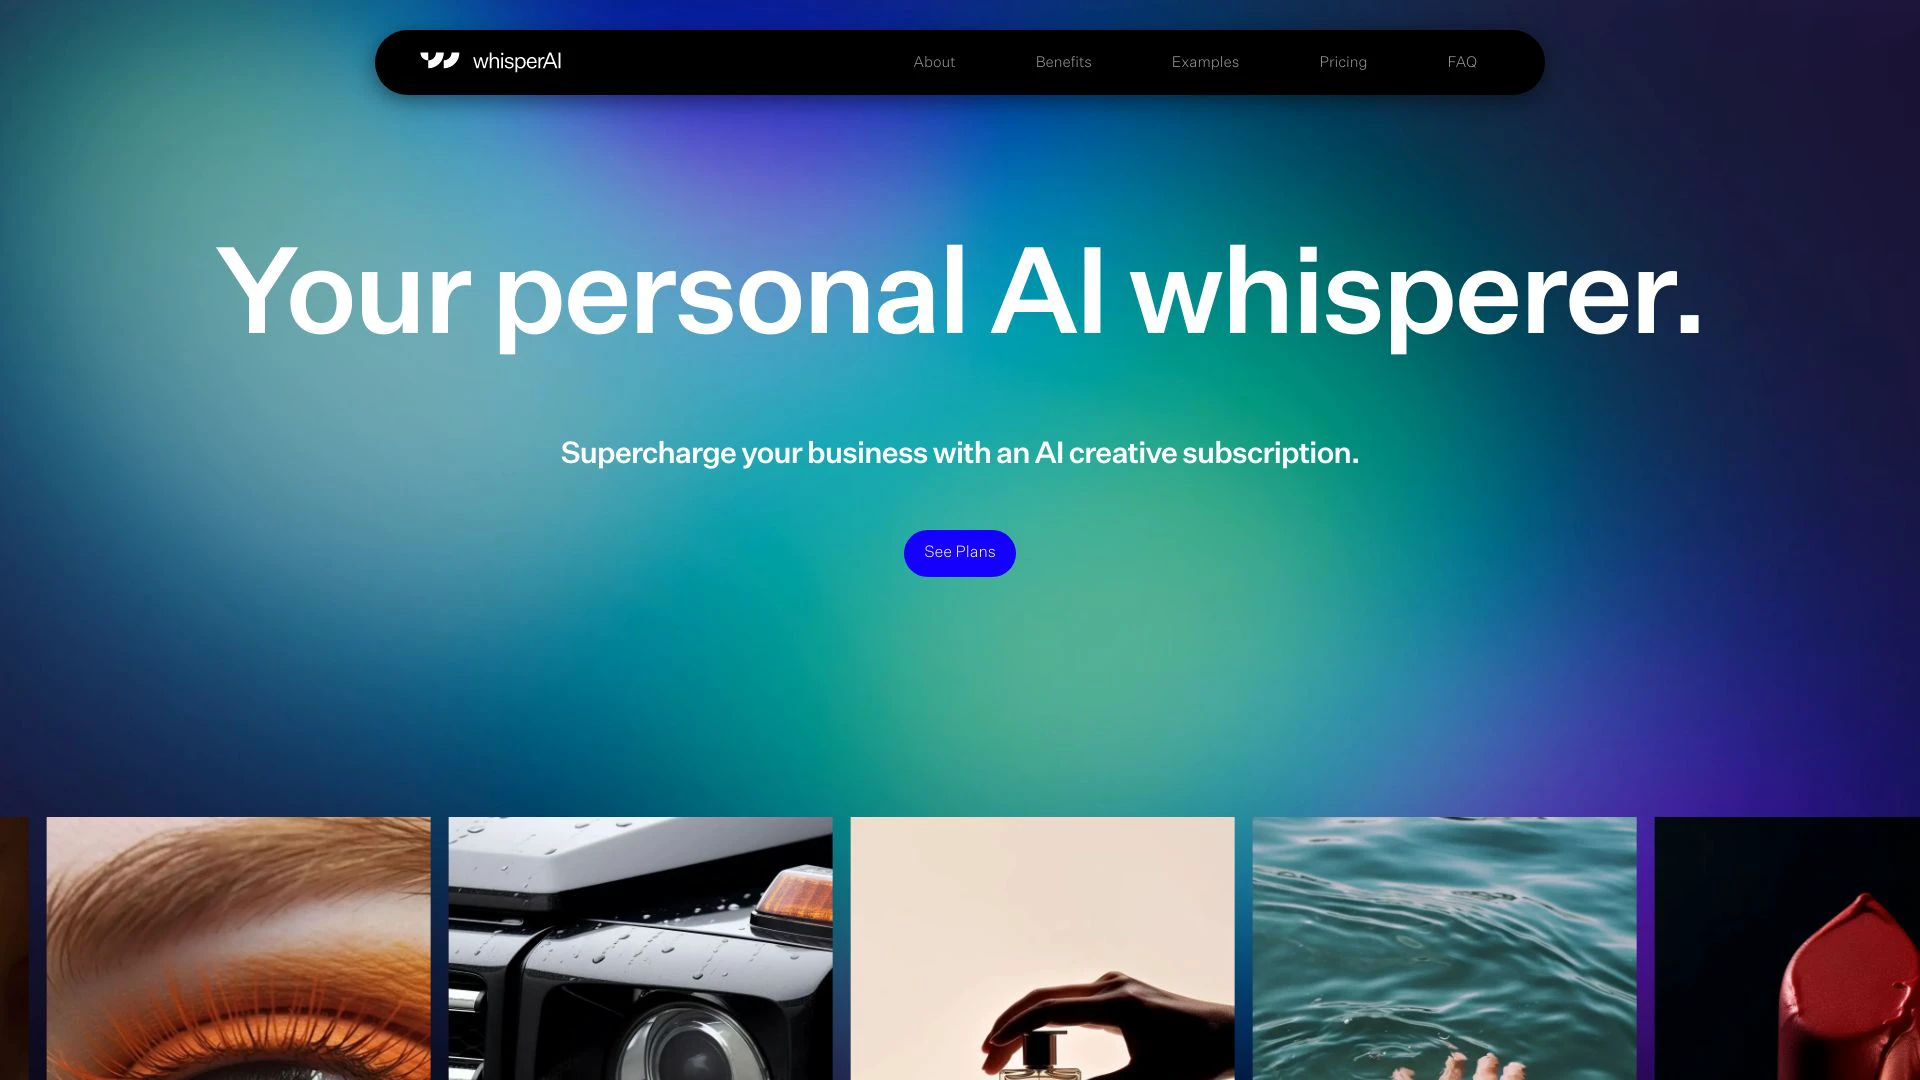 whisperAI
About
Benefits
Examples
Pricing
FAQ
Your personal AI whisperer.
Supercharge your business with an AI creative subscription.
See Plans